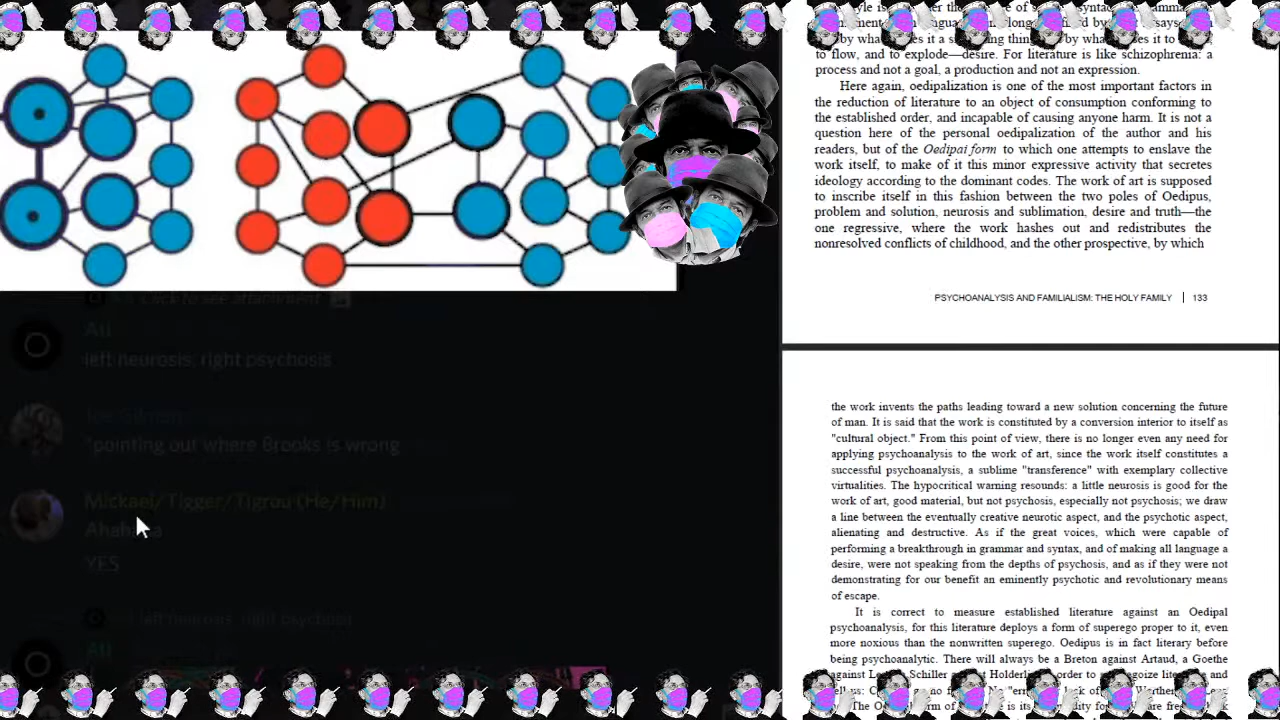 to flow, and to explode—desire. For literature is like schizophrenia: a
process and not a goal, a production and not an expression.
Here again, oedipalization is one of the most important factors in
the reduction of literature to an object of consumption conforming to
the established order, and incapable of causing anyone harm. It is not a
question here of the personal oedipalization of the author and his
readers, but of the Oedipal form to which one attempts to enslave the
work itself, to make of it this minor expressive activity that secretes
ideology according to the dominant codes. The work of art is supposed
to inscribe itself in this fashion between the two poles of Oedipus,
problem and solution, neurosis and sublimation, desire and truth—the
one regressive, where the work hashes out and redistributes the
nonresolved conflicts of childhood, and the other prospective, by which
PSYCHOANALYSIS AND FAMILIALISM: THE HOLY FAMILY 133
the work invents the paths leading toward a new solution concerning the future
of man. It is said that the work is constituted by a conversion interior to itself as
"cultural object." From this point of view, there is no longer even any need for
applying psychoanalysis to the work of art, since the work itself constitutes a
successful psychoanalysis, a sublime "transference" with exemplary collective
virtualities. The hypocritical warning resounds: a little neurosis is good for the
work of art, good material, but not psychosis, especially not psychosis; we draw
a line between the eventually creative neurotic aspect, and the psychotic aspect,
alienating and destructive. As if the great voices, which were capable of
performing a breakthrough in grammar and syntax, and of making all language a
desire, were not speaking from the depths of psychosis, and as if they were not
demonstrating for our benefit an eminently psychotic and revolutionary means
of escape.
It is correct to measure established literature against an Oedipal
psychoanalysis, for this literature deploys a form of superego proper to it, even
more noxious than the nonwritten superego. Oedipus is in fact literary before
being psychoanalytic. There will always be a Breton against Artaud, a Goethe
Click to see attachment
left neurosis, right psychosis
*pointing out where Brooks is wrong
Mickael/Tigger/Tigrou (He/Him)
YES
left neurosis, right psychosis